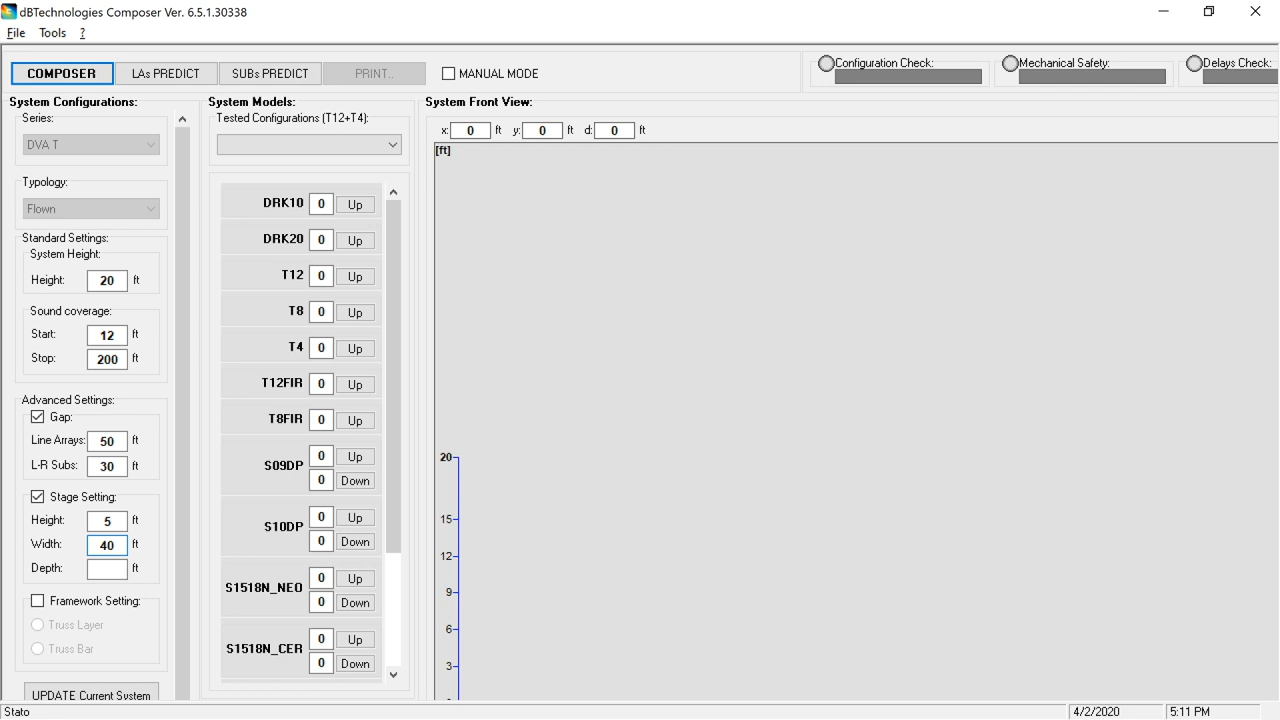 dBTechnologies Composer Ver. 6.5.1.30338
File Tools ?
COMPOSER LAs PREDICT SUBs PREDICT PRINT.. MANUAL MODE
Configuration Check: Mechanical Safety: Delays Check:
System Configurations:
Series:
DVA T
Typology:
Flown
Standard Settings:
System Height:
Height: 20 ft
Sound coverage:
Start: 12 ft
Stop: 200 ft
Advanced Settings:
Gap:
Line Arrays: 50 ft
L-R Subs: 30 ft
Stage Setting:
Height: 5 ft
Width: 40 ft
Depth: ft
Framework Setting:
Truss Layer
Truss Bar
UPDATE Current System
System Models:
Tested Configurations (T12+T4):
DRK10 0 Up
DRK20 0 Up
T12 0 Up
T8 0 Up
T4 0 Up
T12FIR 0 Up
T8FIR 0 Up
S09DP 0 Up
0 Down
S10DP 0 Up
0 Down
S1518N_NEO 0 Up
0 Down
S1518N_CER 0 Up
0 Down
System Front View:
x: 0 ft y: 0 ft d: 0 ft
[ft]
20
15
12
9
6
3
Stato 4/2/2020 5:11 PM